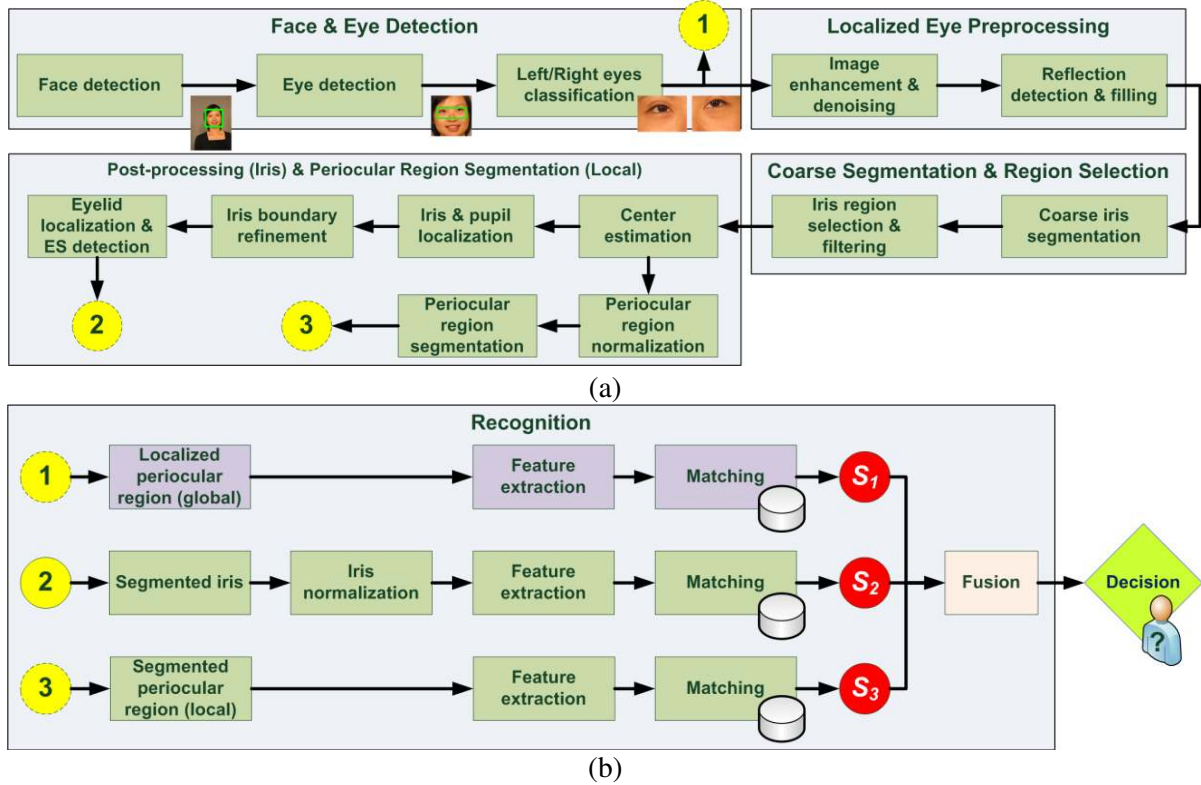 Face & Eye Detection
1
Localized Eye Preprocessing
Face detection
Eye detection
Left/Right eyes
classification
Image
enhancement &
denoising
Reflection
detection & filling
Post-processing (Iris) & Periocular Region Segmentation (Local)
Coarse Segmentation & Region Selection
Eyelid
localization &
ES detection
Iris boundary
refinement
Iris & pupil
localization
Center
estimation
Iris region
selection &
filtering
Coarse iris
segmentation
2
3
Periocular
region
segmentation
Periocular
region
normalization
(a)
Recognition
1
Localized
periocular
region (global)
Feature
extraction
Matching
S1
2
Segmented iris
Iris
normalization
Feature
extraction
Matching
S2
Fusion
Decision
?
3
Segmented
periocular
region (local)
Feature
extraction
Matching
S3
(b)